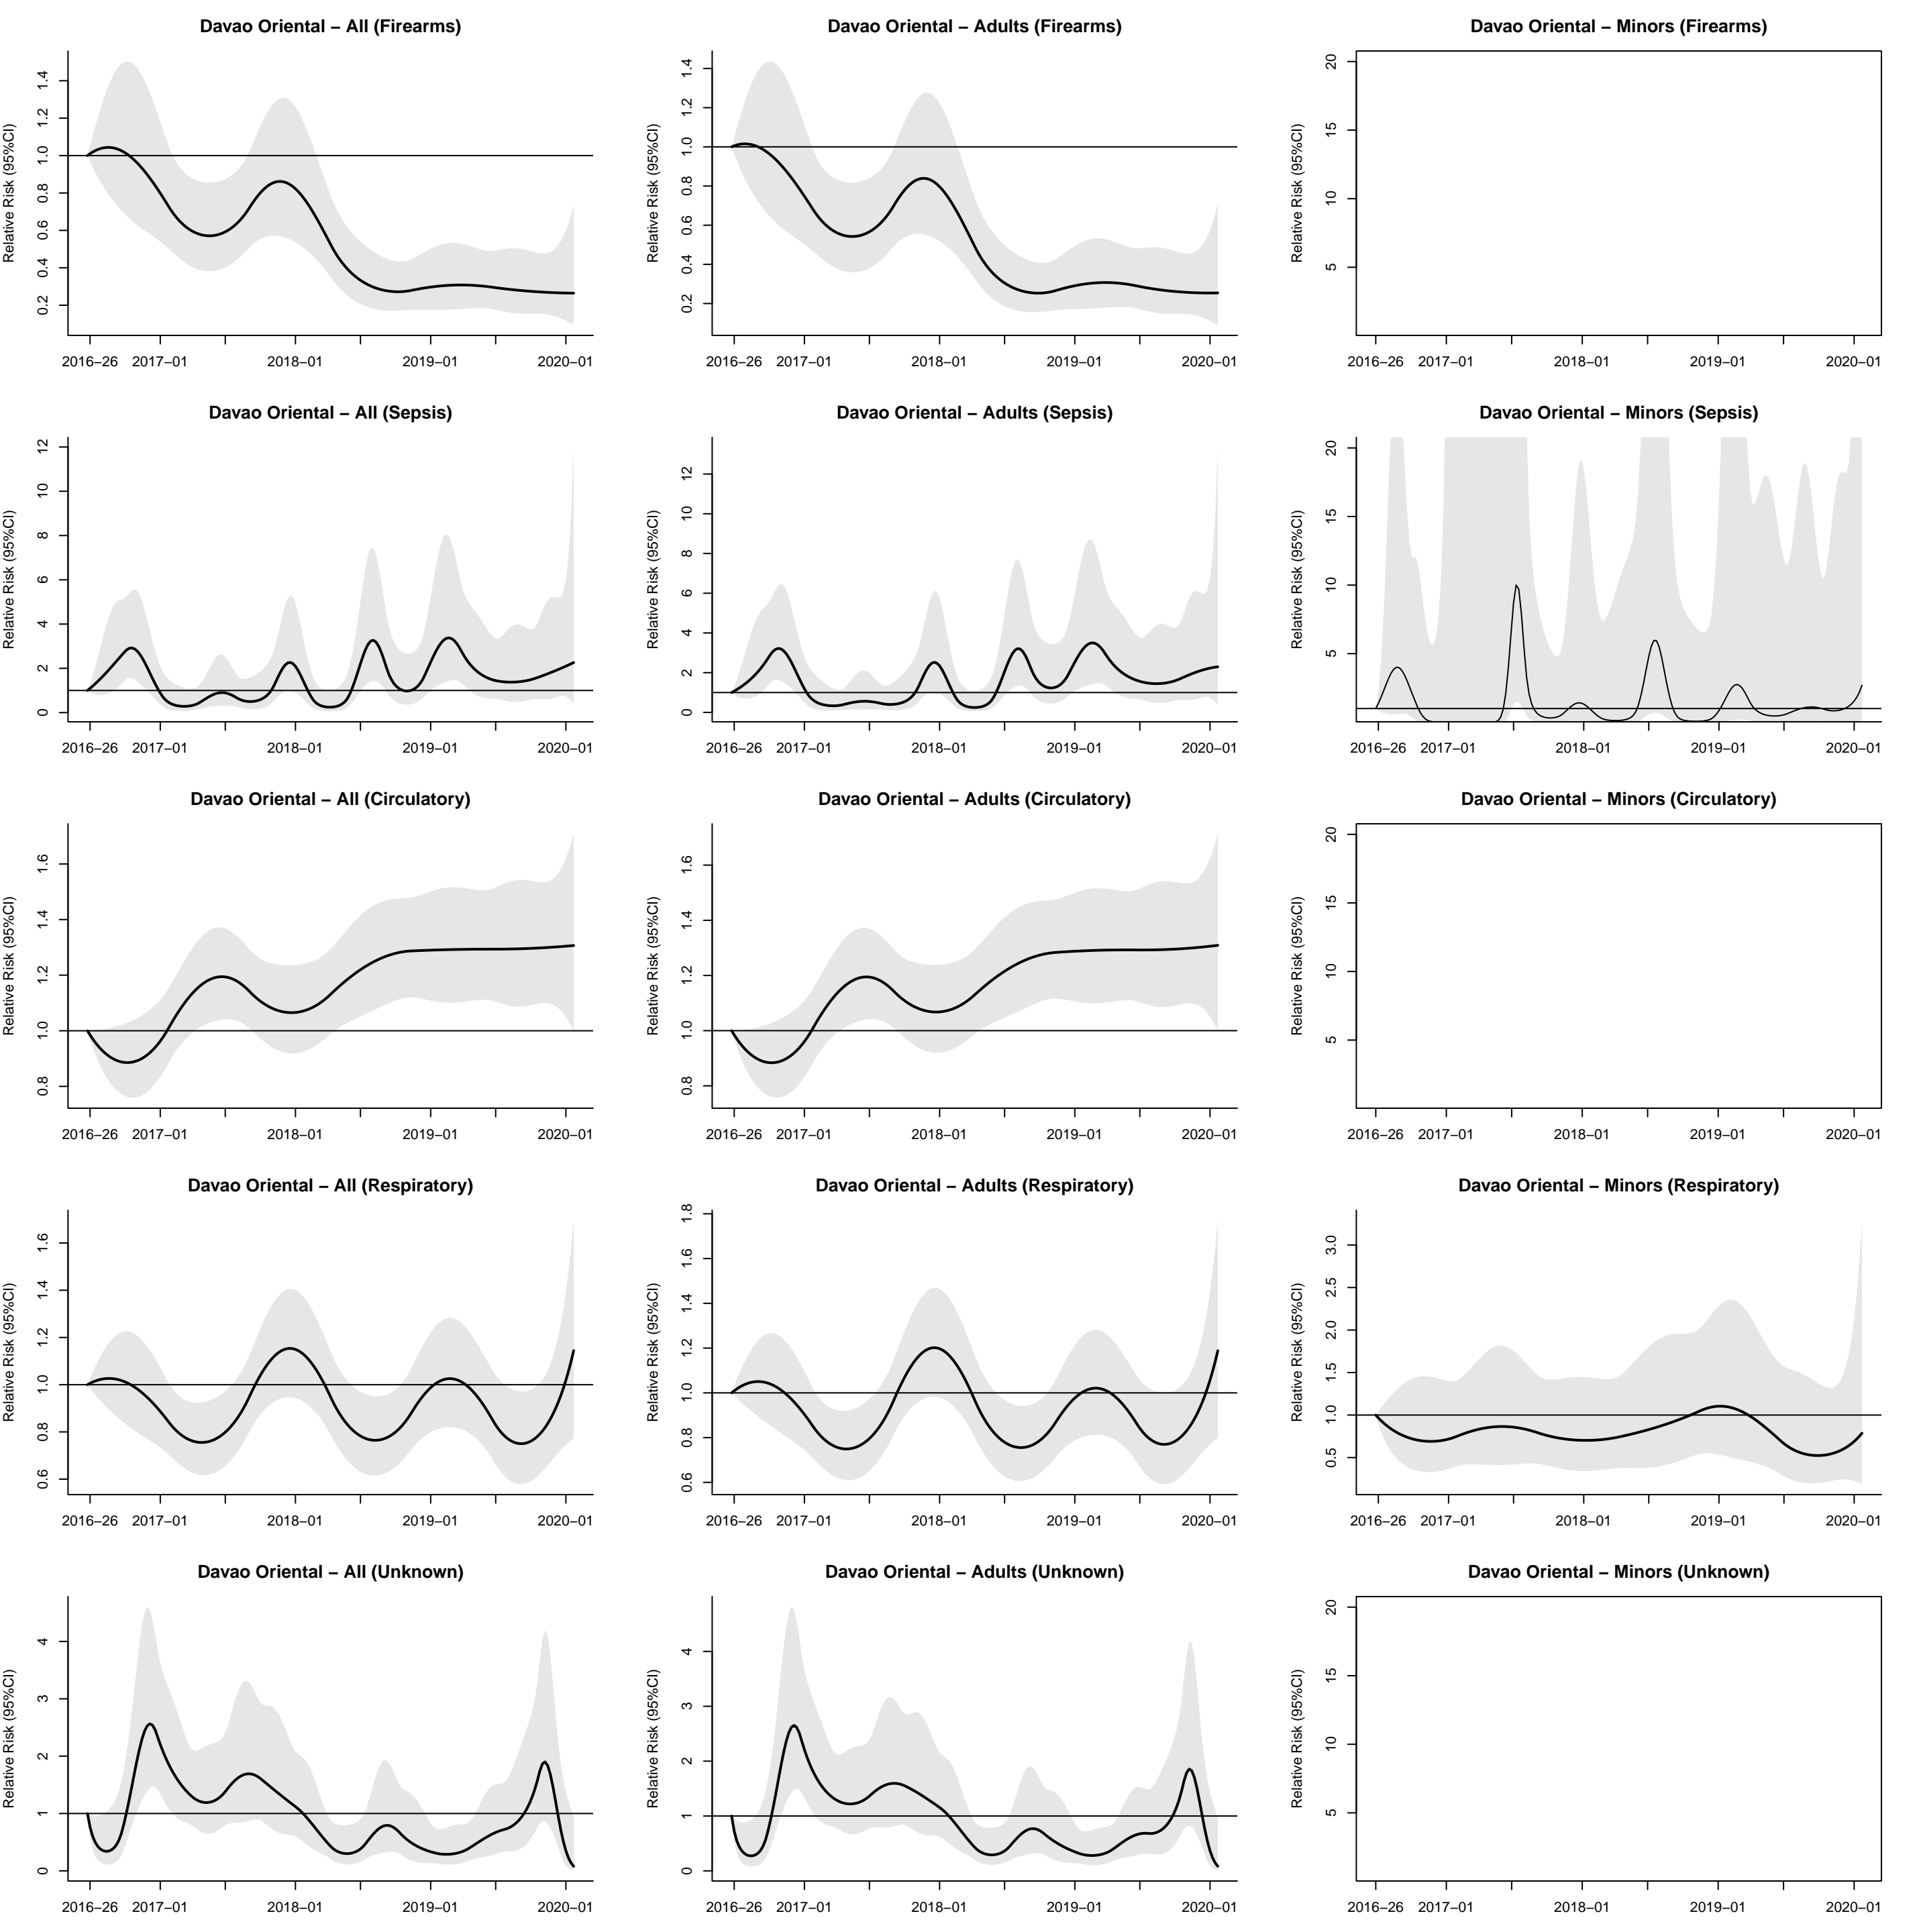 Davao Oriental – All (Firearms)
Relative Risk (95%CI)
0.2 0.4 0.6 0.8 1.0 1.2 1.4
2016–26 2017–01 2018–01 2019–01 2020–01
Davao Oriental – Adults (Firearms)
Relative Risk (95%CI)
0.2 0.4 0.6 0.8 1.0 1.2 1.4
2016–26 2017–01 2018–01 2019–01 2020–01
Davao Oriental – Minors (Firearms)
Relative Risk (95%CI)
5 10 15 20
2016–26 2017–01 2018–01 2019–01 2020–01
Davao Oriental – All (Sepsis)
Relative Risk (95%CI)
0 2 4 6 8 10 12
2016–26 2017–01 2018–01 2019–01 2020–01
Davao Oriental – Adults (Sepsis)
Relative Risk (95%CI)
0 2 4 6 8 10 12
2016–26 2017–01 2018–01 2019–01 2020–01
Davao Oriental – Minors (Sepsis)
Relative Risk (95%CI)
5 10 15 20
2016–26 2017–01 2018–01 2019–01 2020–01
Davao Oriental – All (Circulatory)
Relative Risk (95%CI)
0.8 1.0 1.2 1.4 1.6
2016–26 2017–01 2018–01 2019–01 2020–01
Davao Oriental – Adults (Circulatory)
Relative Risk (95%CI)
0.8 1.0 1.2 1.4 1.6
2016–26 2017–01 2018–01 2019–01 2020–01
Davao Oriental – Minors (Circulatory)
Relative Risk (95%CI)
5 10 15 20
2016–26 2017–01 2018–01 2019–01 2020–01
Davao Oriental – All (Respiratory)
Relative Risk (95%CI)
0.6 0.8 1.0 1.2 1.4 1.6
2016–26 2017–01 2018–01 2019–01 2020–01
Davao Oriental – Adults (Respiratory)
Relative Risk (95%CI)
0.6 0.8 1.0 1.2 1.4 1.6 1.8
2016–26 2017–01 2018–01 2019–01 2020–01
Davao Oriental – Minors (Respiratory)
Relative Risk (95%CI)
0.5 1.0 1.5 2.0 2.5 3.0
2016–26 2017–01 2018–01 2019–01 2020–01
Davao Oriental – All (Unknown)
Relative Risk (95%CI)
0 1 2 3 4
2016–26 2017–01 2018–01 2019–01 2020–01
Davao Oriental – Adults (Unknown)
Relative Risk (95%CI)
0 1 2 3 4
2016–26 2017–01 2018–01 2019–01 2020–01
Davao Oriental – Minors (Unknown)
Relative Risk (95%CI)
5 10 15 20
2016–26 2017–01 2018–01 2019–01 2020–01